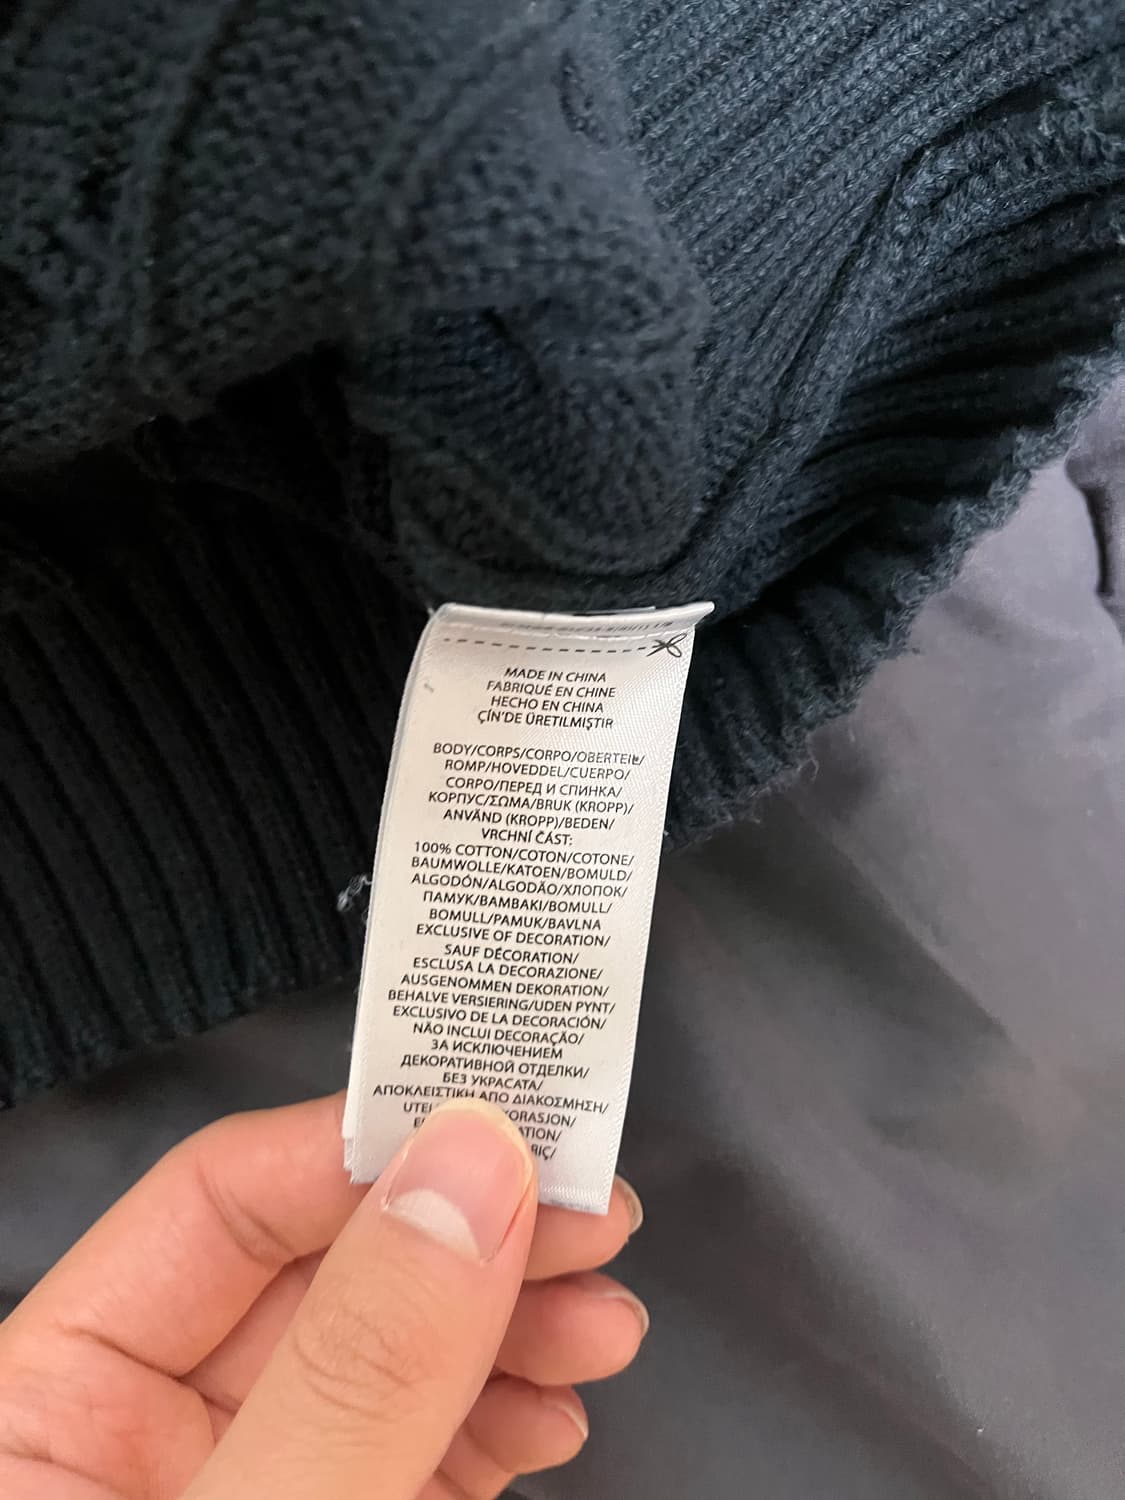 MADE IN CHINA
FABRIQUÉ EN CHINE
HECHO EN CHINA
ÇİN'DE ÜRETILMIŞTIR
BODY/CORPS/CORPO/OBERTEIL/
ROMP/HOVEDDEL/CUERPO/
CORPO/ПЕРЕД И СПИНКА/
КОРПУС/ΣΩΜΑ/BRUK (KROPP)/
ANVÄND (KROPP)/BEDEN/
VRCHNÍ ČÁST:
100% COTTON/COTON/COTONE/
BAUMWOLLE/KATOEN/BOMULD/
ALGODÓN/ALGODÃO/ХЛОПОК/
ПАМУК/ΒΑΜΒΑΚΙ/BOMULL/
BOMULL/PAMUK/BAVLNA
EXCLUSIVE OF DECORATION/
SAUF DÉCORATION/
ESCLUSA LA DECORAZIONE/
AUSGENOMMEN DEKORATION/
BEHALVE VERSIERING/UDEN PYNT/
EXCLUSIVO DE LA DECORACIÓN/
NÃO INCLUI DECORAÇÃO/
ЗА ИСКЛЮЧЕНИЕМ
ДЕКОРАТИВНОЙ ОТДЕЛКИ/
БЕЗ УКРАСАТА/
ΑΠΟΚΛΕΙΣΤΙΚΗ ΑΠΟ ΔΙΑΚΟΣΜΗΣΗ/